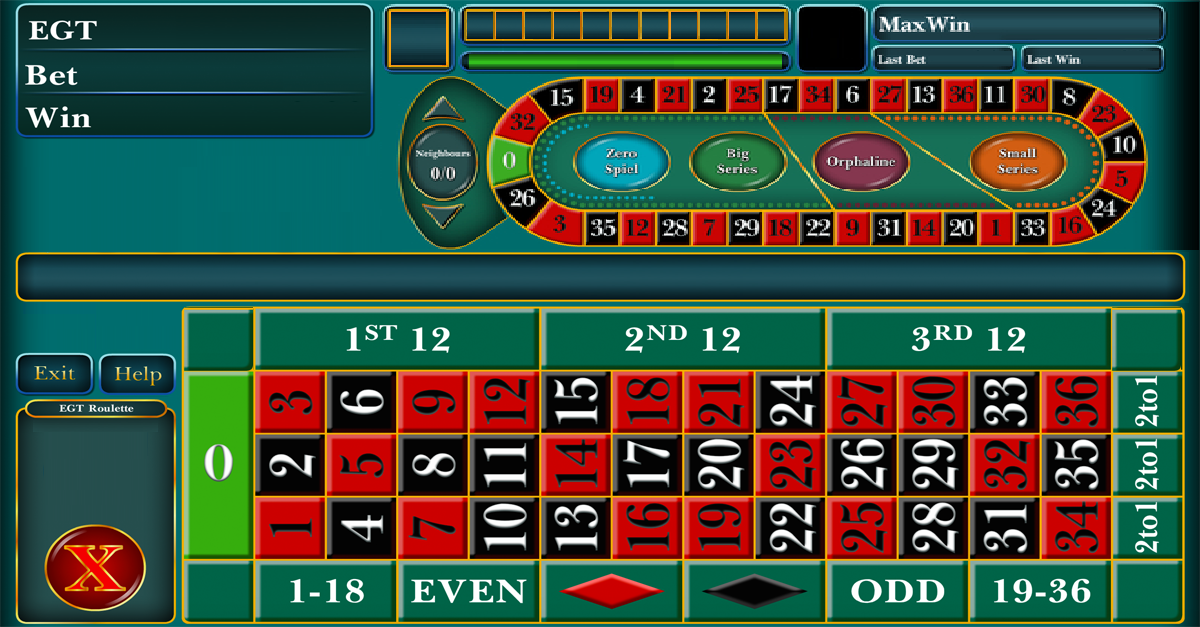 EGT
Bet
Win
MaxWin
Last Bet Last Win
15 19 4 21 2 25 17 34 6 27 13 36 11 30 8
32 23
Neighbours
0/0
0
Zero
Spiel
Big
Series
Orphaline
Small
Series
10
5
26 24
3 35 12 28 7 29 18 22 9 31 14 20 1 33 16
Exit Help
EGT Roulette
X
1ST 12 2ND 12 3RD 12
3 6 9 12 15 18 21 24 27 30 33 36 2to1
0 2 5 8 11 14 17 20 23 26 29 32 35 2to1
1 4 7 10 13 16 19 22 25 28 31 34 2to1
1-18 EVEN ODD 19-36